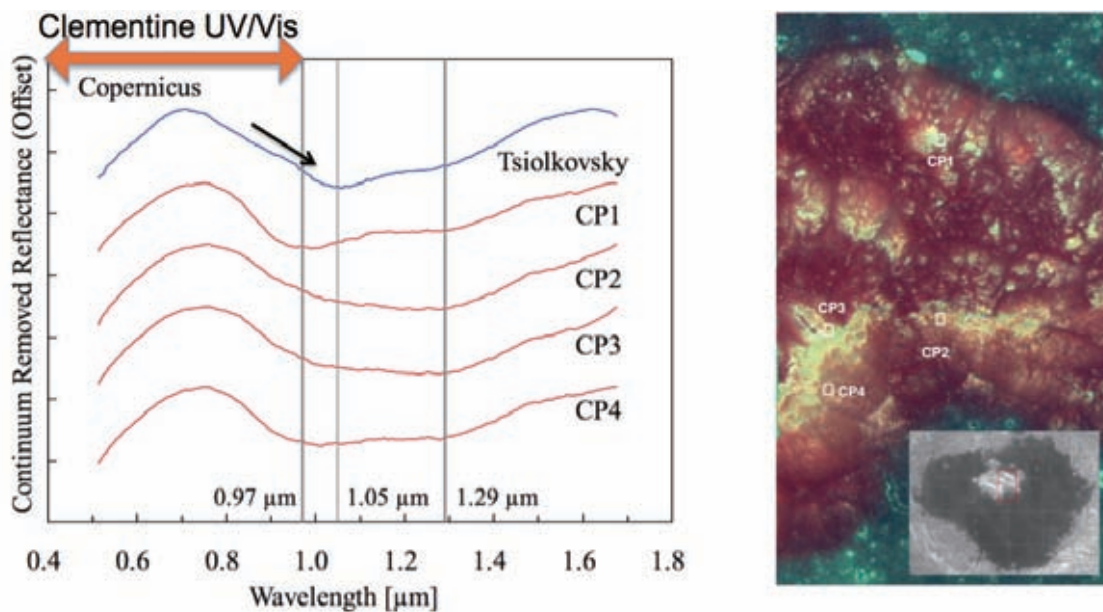 Clementine UV/Vis
Copernicus
Tsiolkovsky
CP1
CP2
CP3
CP4
0.97 µm
1.05 µm
1.29 µm
0.4 0.6 0.8 1.0 1.2 1.4 1.6 1.8
Wavelength [µm]
Continuum Removed Reflectance (Offset)
CP1
CP3
CP2
CP4